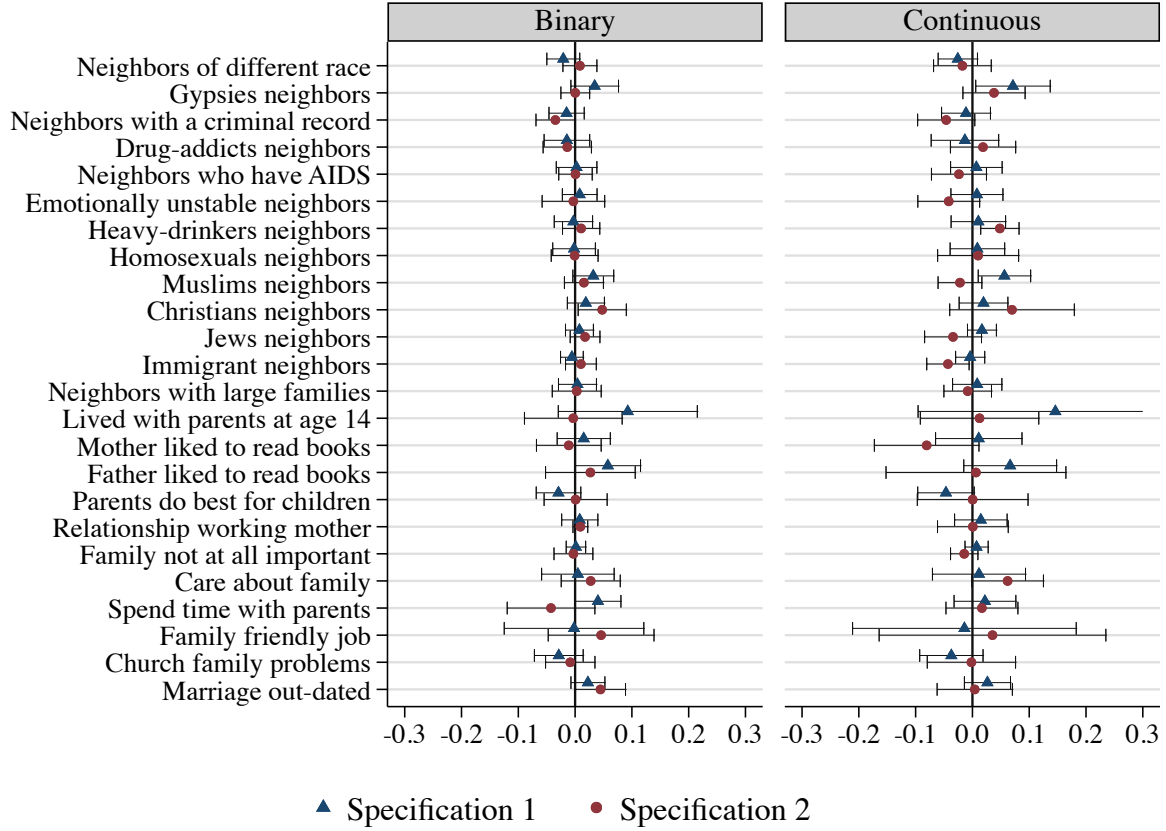 Binary Continuous
Neighbors of different race
Gypsies neighbors
Neighbors with a criminal record
Drug-addicts neighbors
Neighbors who have AIDS
Emotionally unstable neighbors
Heavy-drinkers neighbors
Homosexuals neighbors
Muslims neighbors
Christians neighbors
Jews neighbors
Immigrant neighbors
Neighbors with large families
Lived with parents at age 14
Mother liked to read books
Father liked to read books
Parents do best for children
Relationship working mother
Family not at all important
Care about family
Spend time with parents
Family friendly job
Church family problems
Marriage out-dated
-0.3 -0.2 -0.1 0.0 0.1 0.2 0.3 -0.3 -0.2 -0.1 0.0 0.1 0.2 0.3
Specification 1 Specification 2